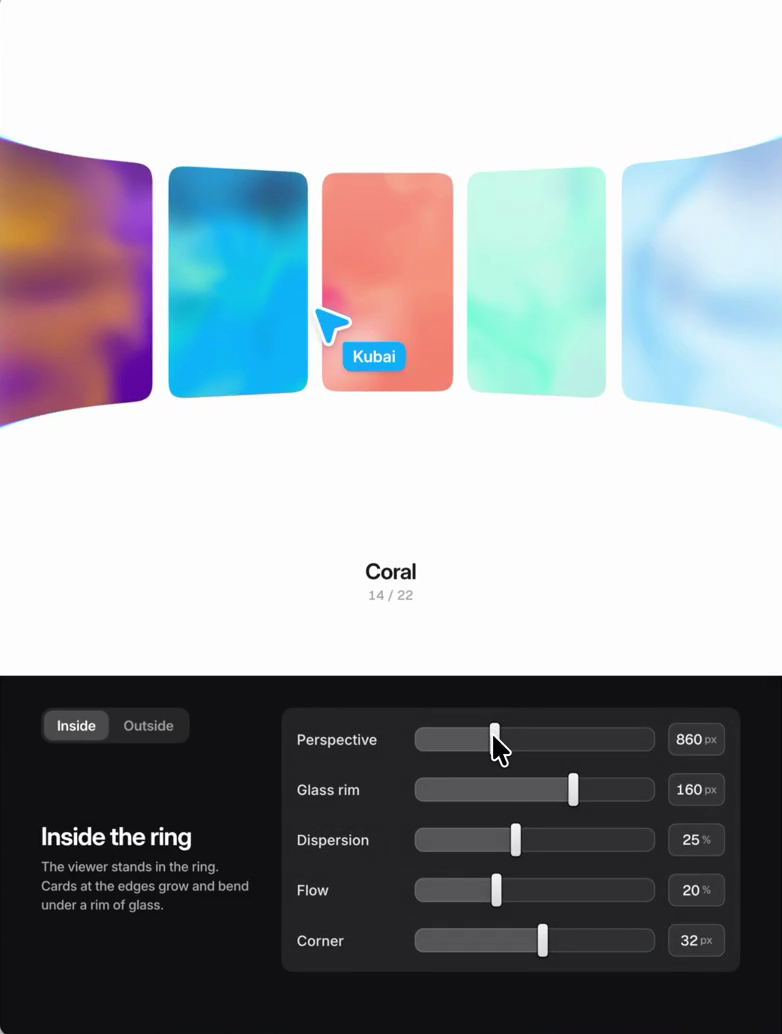 Kubai
Coral
14 / 22
Inside
Outside
Perspective
860 px
Glass rim
160 px
Dispersion
25 %
Flow
20 %
Corner
32 px
Inside the ring
The viewer stands in the ring.
Cards at the edges grow and bend
under a rim of glass.